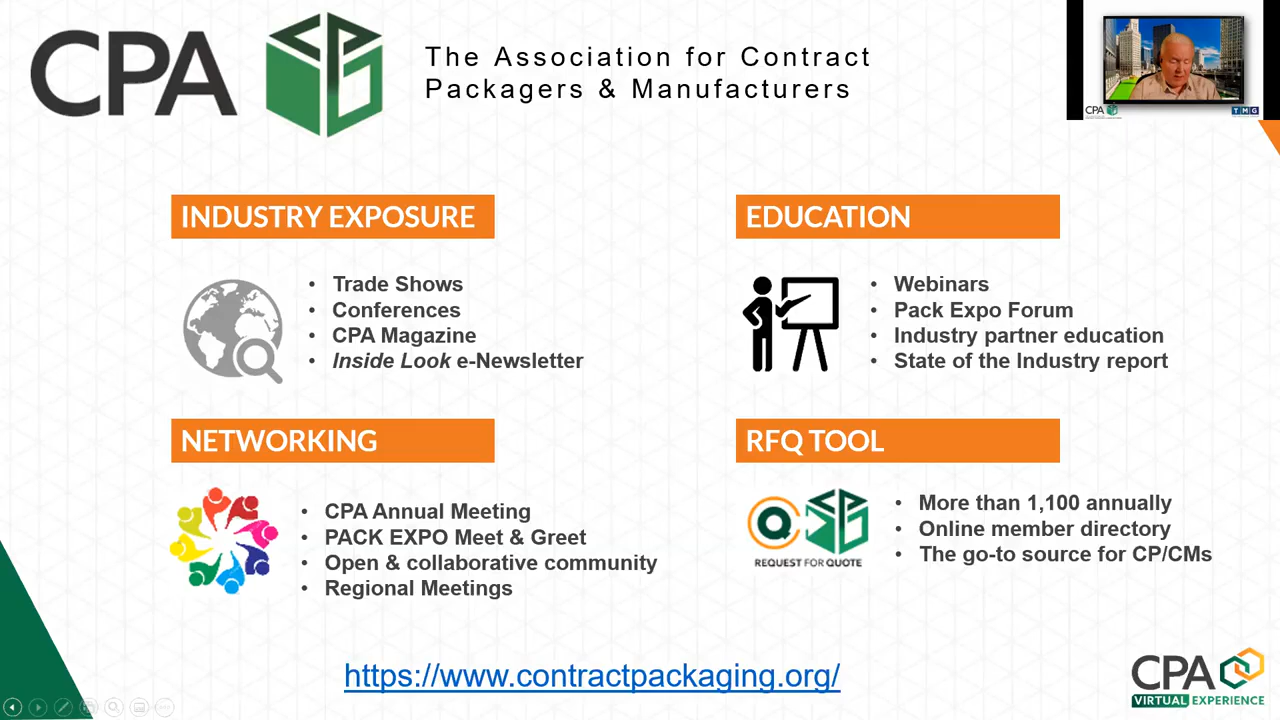 CPA
The Association for Contract
Packagers & Manufacturers
CPA
TMG
INDUSTRY EXPOSURE
• Trade Shows
• Conferences
• CPA Magazine
• Inside Look e-Newsletter
EDUCATION
• Webinars
• Pack Expo Forum
• Industry partner education
• State of the Industry report
NETWORKING
• CPA Annual Meeting
• PACK EXPO Meet & Greet
• Open & collaborative community
• Regional Meetings
RFQ TOOL
REQUEST FOR QUOTE
• More than 1,100 annually
• Online member directory
• The go-to source for CP/CMs
https://www.contractpackaging.org/
CPA
VIRTUAL EXPERIENCE